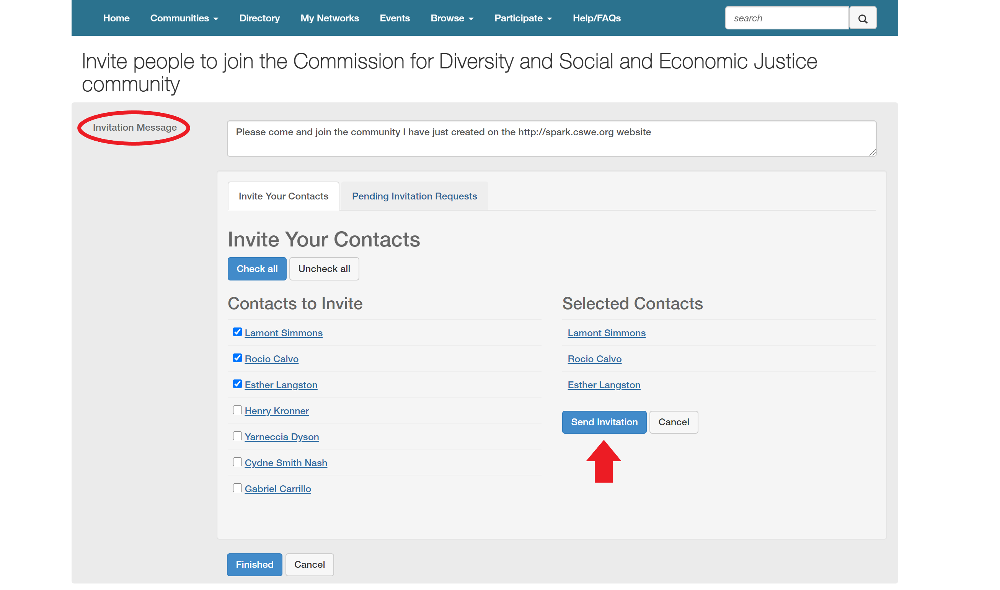 Home Communities Directory My Networks Events Browse Participate Help/FAQs search
Invite people to join the Commission for Diversity and Social and Economic Justice
community
Invitation Message
Please come and join the community I have just created on the http://spark.cswe.org website
Invite Your Contacts Pending Invitation Requests
Invite Your Contacts
Check all Uncheck all
Contacts to Invite
Lamont Simmons
Rocio Calvo
Esther Langston
Henry Kronner
Yarneccia Dyson
Cydne Smith Nash
Gabriel Carrillo
Selected Contacts
Lamont Simmons
Rocio Calvo
Esther Langston
Send Invitation Cancel
Finished Cancel